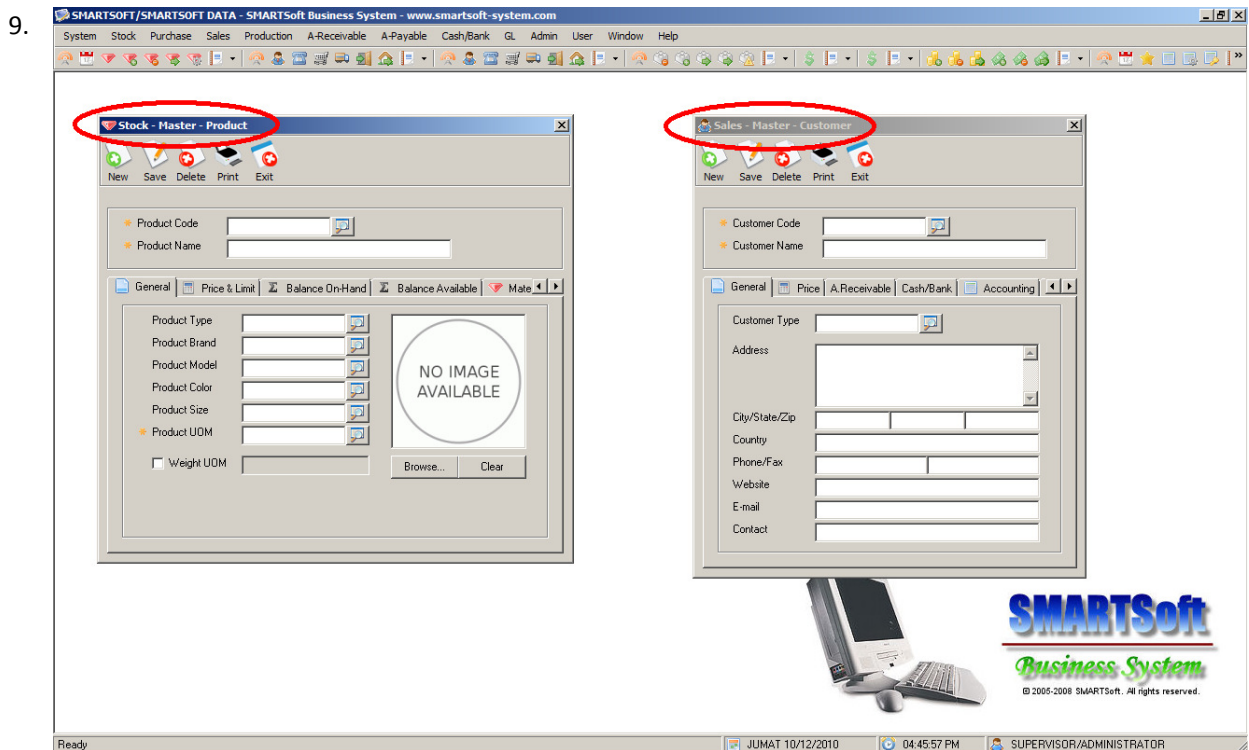 9.
SMARTSOFT/SMARTSOFT DATA - SMARTSoft Business System - www.smartsoft-system.com
System Stock Purchase Sales Production A-Receivable A-Payable Cash/Bank GL Admin User Window Help
Stock - Master - Product
New Save Delete Print Exit
Product Code
Product Name
General Price & Limit Σ Balance On-Hand Σ Balance Available Mate
Product Type
Product Brand
Product Model
Product Color
Product Size
Product UOM
Weight UOM
NO IMAGE
AVAILABLE
Browse... Clear
Sales - Master - Customer
New Save Delete Print Exit
Customer Code
Customer Name
General Price A.Receivable Cash/Bank Accounting
Customer Type
Address
City/State/Zip
Country
Phone/Fax
Website
E-mail
Contact
SMARTSoft
Business System
© 2005-2008 SMARTSoft. All rights reserved.
Ready JUMAT 10/12/2010 04:45:57 PM SUPERVISOR/ADMINISTRATOR